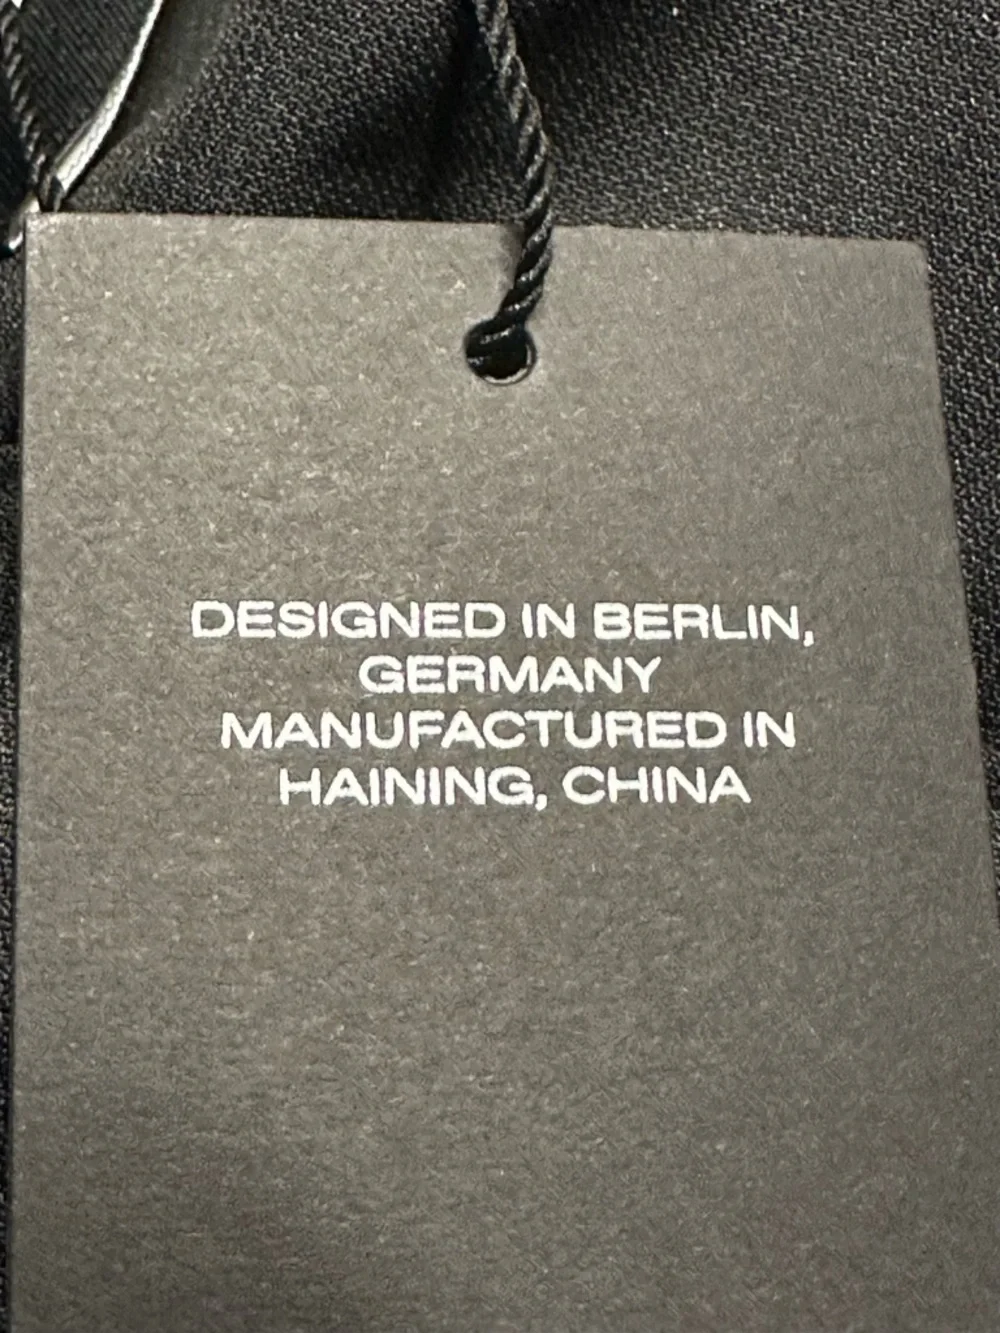 DESIGNED IN BERLIN,
GERMANY
MANUFACTURED IN
HAINING, CHINA